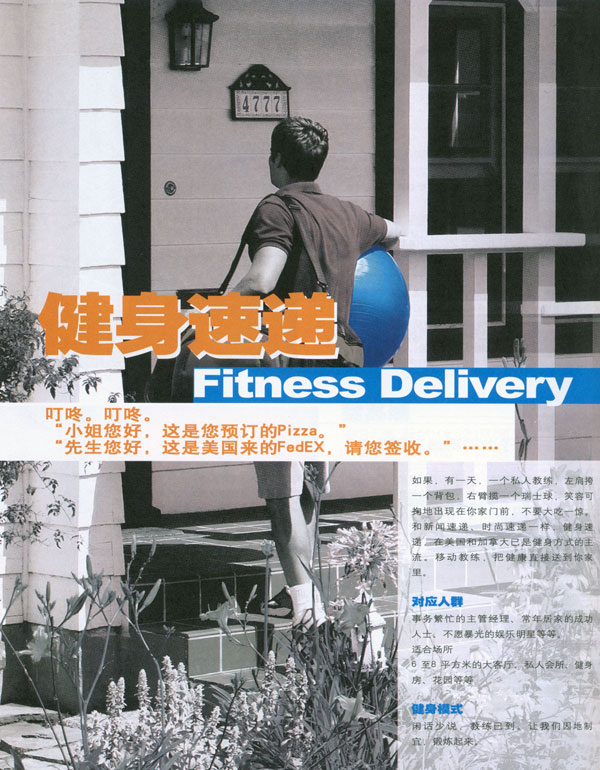 4777
健身速递
Fitness Delivery
叮咚。叮咚。
“小姐您好，这是您预订的Pizza。”
“先生您好，这是美国来的FedEX，请您签收。”……
如果，有一天，一个私人教练，左肩挎
一个背包，右臂揽一个瑞士球，笑容可
掬地出现在你家门前，不要大吃一惊。
和新闻速递、时尚速递一样，健身速
递，在美国和加拿大已是健身方式的主
流。移动教练，把健康直接送到你家
里。
对应人群
事务繁忙的主管经理、常年居家的成功
人士、不愿暴光的娱乐明星等等。
适合场所
6 至8 平方米的大客厅、私人会所、健身
房、花园等等
健身模式
闲话少说，教练已到，让我们因地制
宜，锻炼起来。